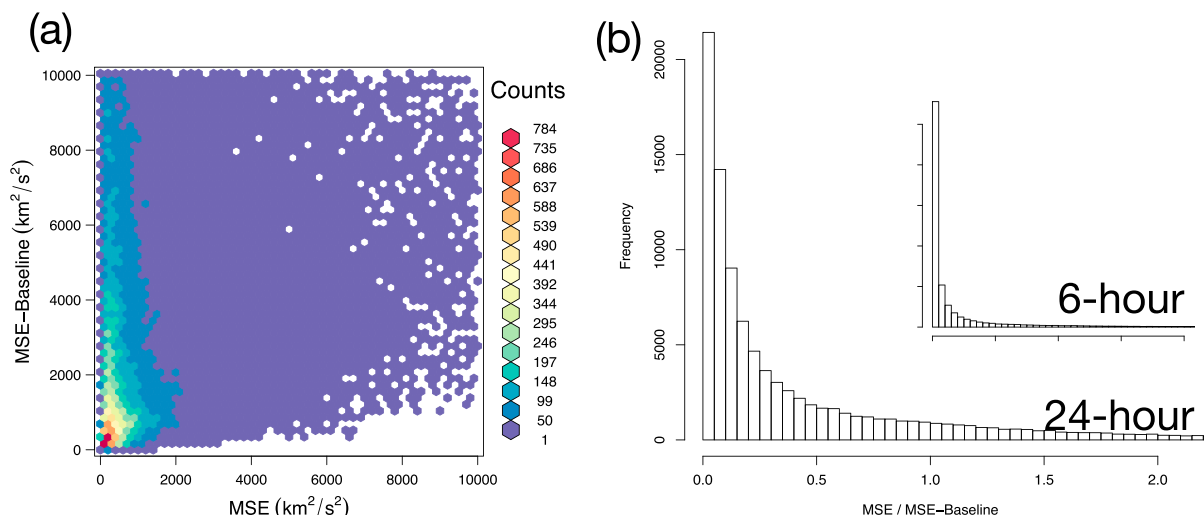 (a)
MSE−Baseline (km²/s²)
10000
8000
6000
4000
2000
0
0 2000 4000 6000 8000 10000
MSE (km²/s²)
Counts
784
735
686
637
588
539
490
441
392
344
295
246
197
148
99
50
1
(b)
Frequency
20000
15000
10000
5000
0
6-hour
24-hour
0.0 0.5 1.0 1.5 2.0
MSE / MSE−Baseline